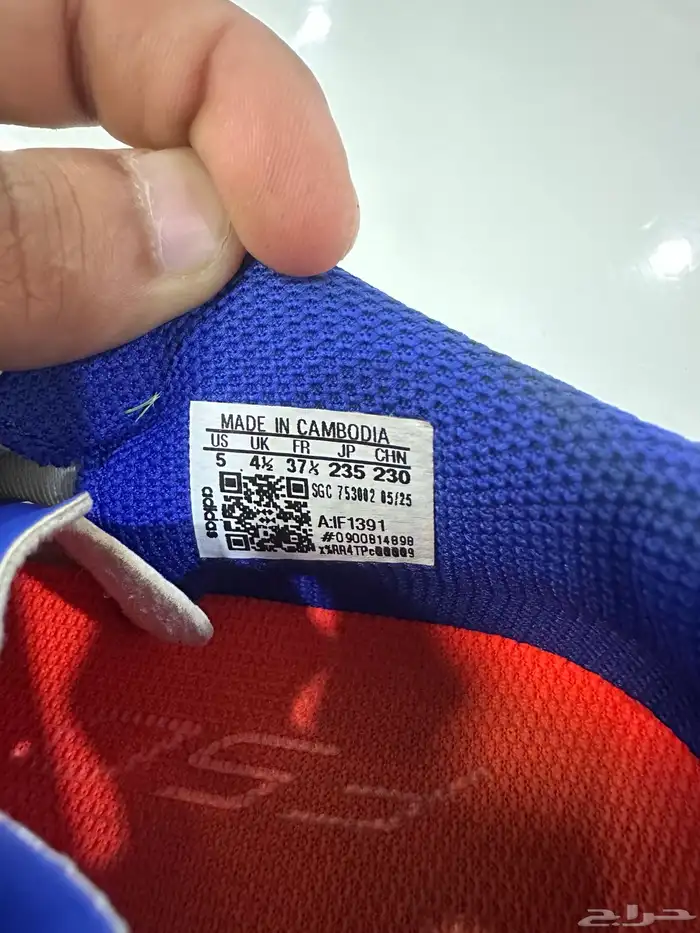 MADE IN CAMBODIA
US UK FR JP CHN
5 4½ 37⅓ 235 230
SGC 753002 05/25
adidas
A:IF1391
#0900814898
حراج